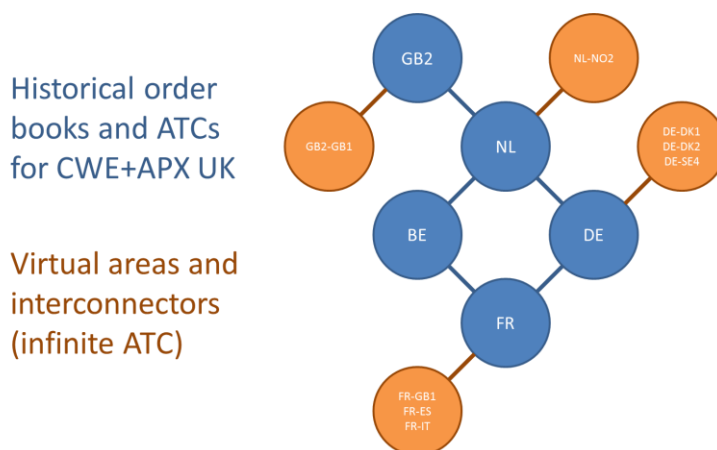 Historical order
books and ATCs
for CWE+APX UK
Virtual areas and
interconnectors
(infinite ATC)
GB2
NL-NO2
GB2-GB1
NL
DE-DK1
DE-DK2
DE-SE4
BE
DE
FR
FR-GB1
FR-ES
FR-IT